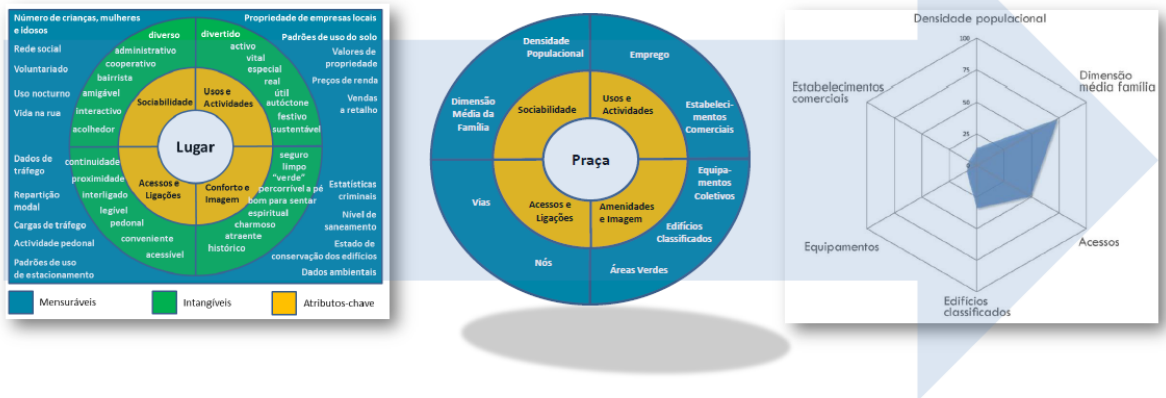 Número de crianças, mulheres
e idosos
Rede social
Voluntariado
Uso nocturno
Vida na rua
Propriedade de empresas locais
Padrões de uso do solo
Valores de
propriedade
Preços de renda
Vendas
a retalho
diverso
administrativo
cooperativo
bairrista
amigável
interactivo
acolhedor
divertido
activo
vital
especial
real
útil
autóctone
festivo
sustentável
Sociabilidade
Usos e
Actividades
Lugar
Acessos e
Ligações
Conforto e
Imagem
continuidade
proximidade
interligado
legível
pedonal
conveniente
acessível
seguro
limpo
"verde"
percorrível a pé
bom para sentar
espiritual
charmoso
atraente
histórico
Dados de
tráfego
Repartição
modal
Cargas de tráfego
Actividade pedonal
Padrões de uso
de estacionamento
Estatísticas
criminais
Nível de
saneamento
Estado de
conservação dos edifícios
Dados ambientais
Mensuráveis
Intangíveis
Atributos-chave
Densidade
Populacional
Emprego
Dimensão
Média da
Família
Estabeleci-
mentos
Comerciais
Sociabilidade
Usos e
Actividades
Praça
Acessos e
Ligações
Amenidades
e Imagem
Vias
Nós
Equipa-
mentos
Coletivos
Edifícios
Classificados
Áreas Verdes
Densidade populacional
100
75
50
25
Dimensão
média família
Acessos
Edifícios
classificados
Equipamentos
Estabelecimentos
comerciais